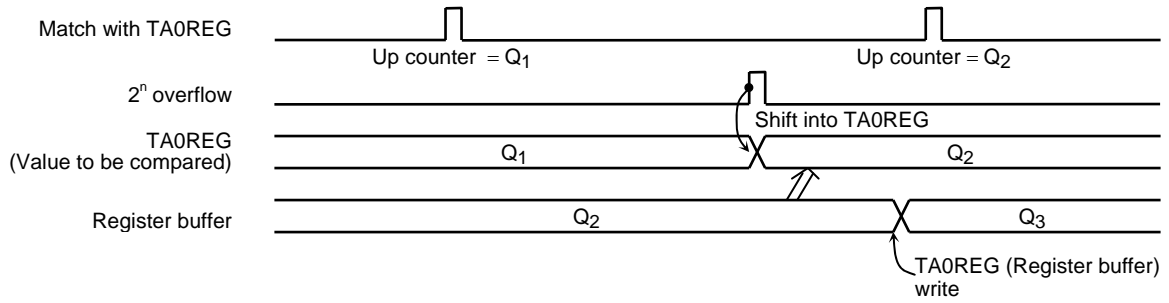 Match with TA0REG
Up counter = Q1
Up counter = Q2
2n overflow
Shift into TA0REG
TA0REG
(Value to be compared)
Q1
Q2
Register buffer
Q2
Q3
TA0REG (Register buffer)
write